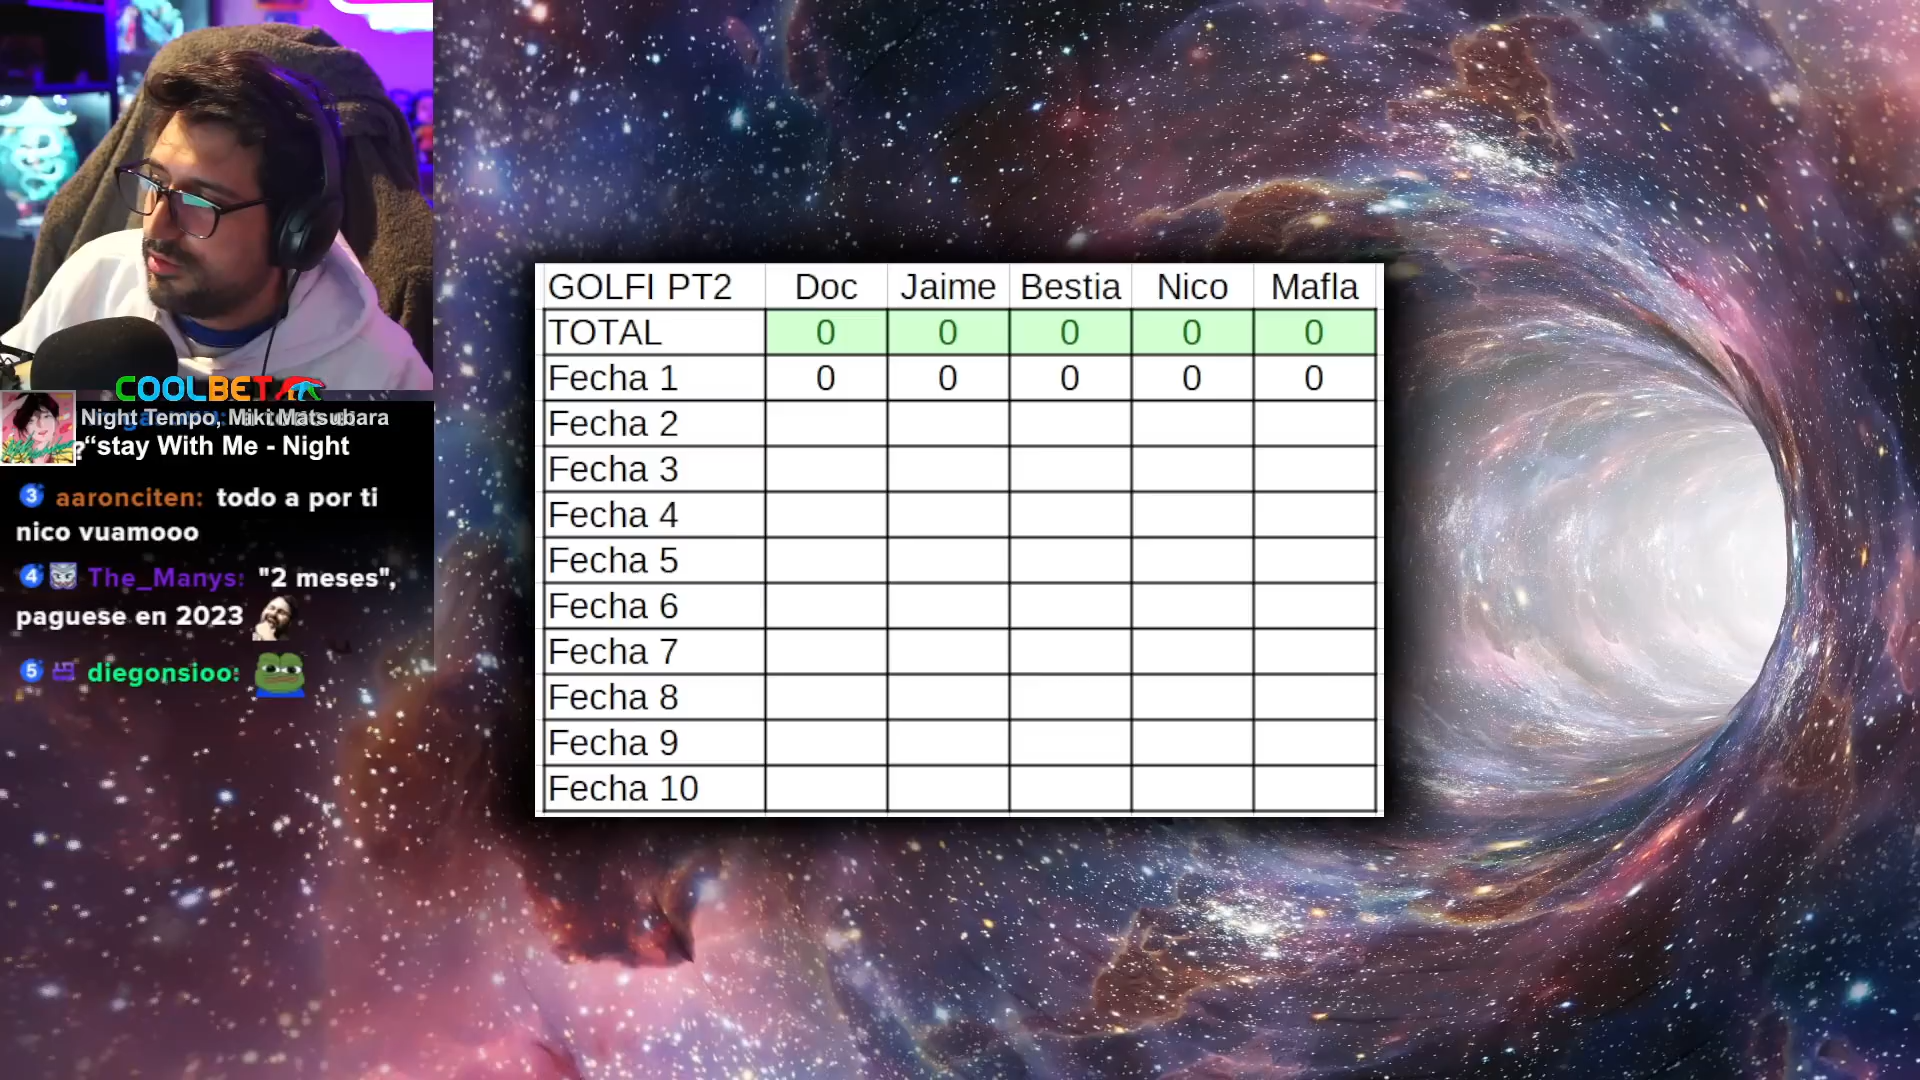 COOLBET
Night Tempo, Miki Matsubara
“stay With Me - Night
3 aaronciten: todo a por ti
nico vuamooo
4 The_Manys: "2 meses",
paguese en 2023
5 diegonsioo:
GOLFI PT2 Doc Jaime Bestia Nico Mafla
TOTAL 0 0 0 0 0
Fecha 1 0 0 0 0 0
Fecha 2
Fecha 3
Fecha 4
Fecha 5
Fecha 6
Fecha 7
Fecha 8
Fecha 9
Fecha 10